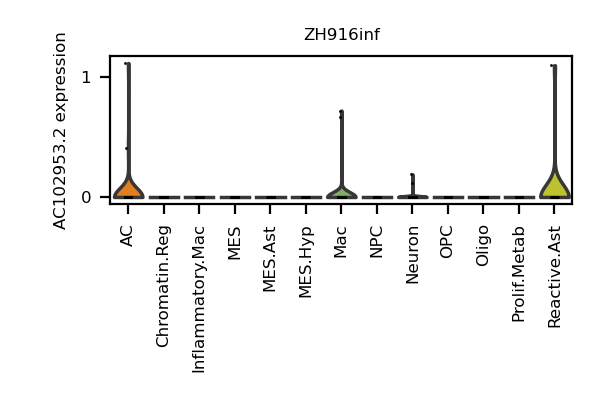 ZH916inf
AC102953.2 expression
1
0
AC
Chromatin.Reg
Inflammatory.Mac
MES
MES.Ast
MES.Hyp
Mac
NPC
Neuron
OPC
Oligo
Prolif.Metab
Reactive.Ast